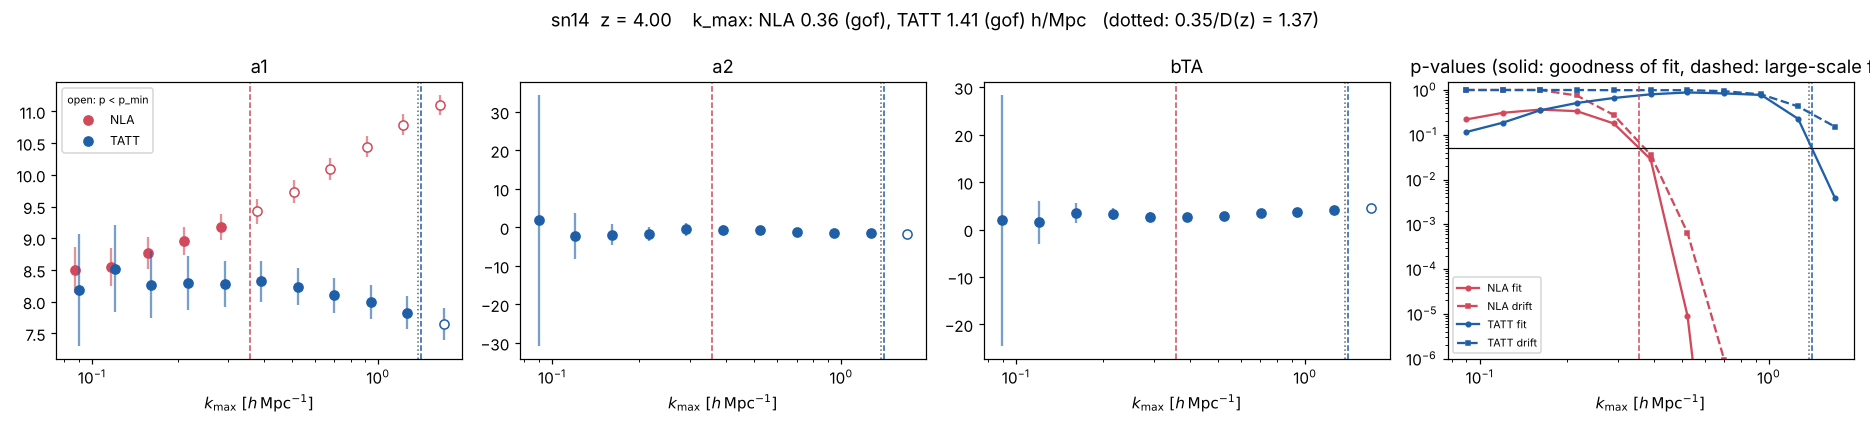 sn14  z = 4.00    k_max: NLA 0.36 (gof), TATT 1.41 (gof) h/Mpc   (dotted: 0.35/D(z) = 1.37)
a1
open: p < p_min
NLA
TATT
11.0
10.5
10.0
9.5
9.0
8.5
8.0
7.5
10⁻¹
10⁰
k_max [h Mpc⁻¹]
a2
30
20
10
0
−10
−20
−30
10⁻¹
10⁰
k_max [h Mpc⁻¹]
bTA
30
20
10
0
−10
−20
10⁻¹
10⁰
k_max [h Mpc⁻¹]
p-values (solid: goodness of fit, dashed: large-scale f
10⁰
10⁻¹
10⁻²
10⁻³
10⁻⁴
10⁻⁵
10⁻⁶
NLA fit
NLA drift
TATT fit
TATT drift
10⁻¹
10⁰
k_max [h Mpc⁻¹]